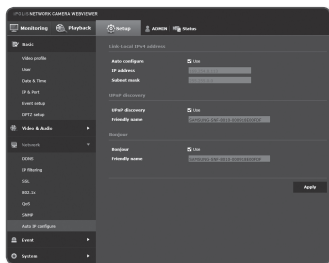 iPOLiS NETWORK CAMERA WEBVIEWER
Monitoring
Playback
Setup
ADMIN
Status
Basic
Video profile
User
Date & Time
IP & Port
Event setup
DPTZ setup
Video & Audio
Network
DDNS
IP filtering
SSL
802.1x
QoS
SNMP
Auto IP configure
Event
System
Link-Local IPv4 address
Auto configure
Use
IP address
Subnet mask
UPnP discovery
UPnP discovery
Use
Friendly name
Bonjour
Bonjour
Use
Friendly name
Apply